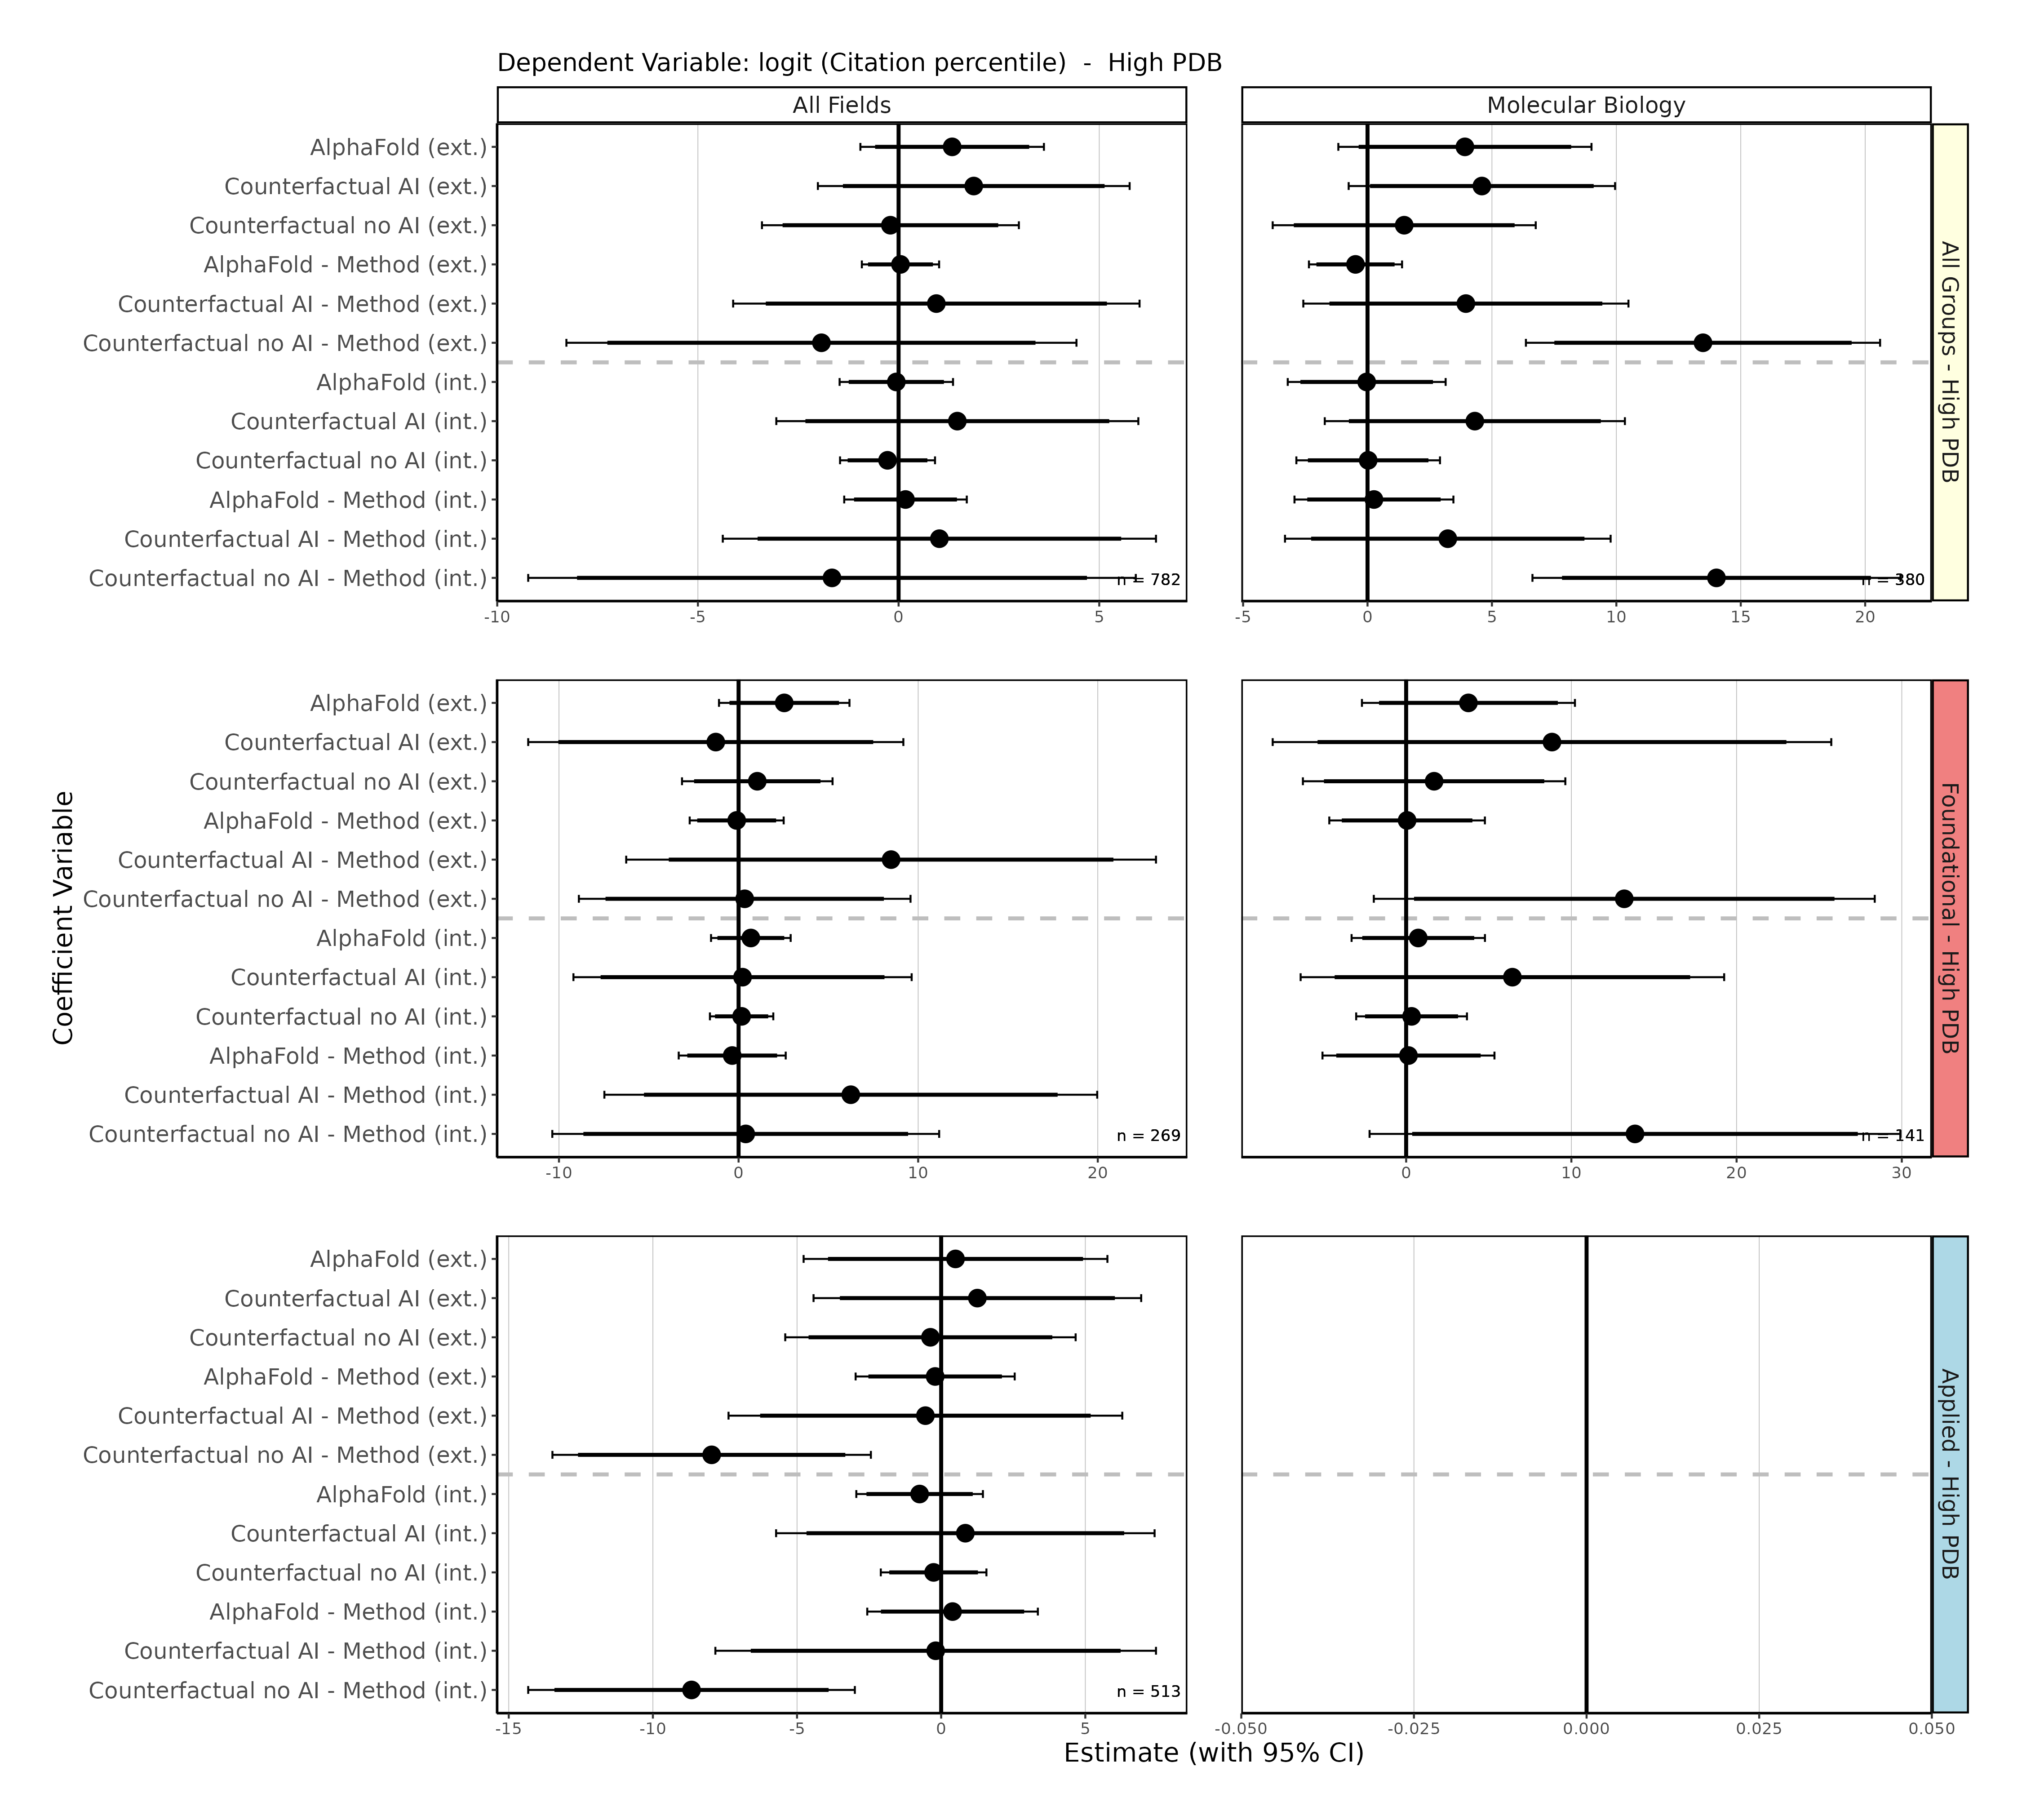 Dependent Variable: logit (Citation percentile)  -  High PDB
All Fields
Molecular Biology
AlphaFold (ext.)
Counterfactual AI (ext.)
Counterfactual no AI (ext.)
AlphaFold - Method (ext.)
Counterfactual AI - Method (ext.)
Counterfactual no AI - Method (ext.)
AlphaFold (int.)
Counterfactual AI (int.)
Counterfactual no AI (int.)
AlphaFold - Method (int.)
Counterfactual AI - Method (int.)
Counterfactual no AI - Method (int.)
n = 782
n = 380
All Groups - High PDB
-10 -5 0 5
-5 0 5 10 15 20
Coefficient Variable
AlphaFold (ext.)
Counterfactual AI (ext.)
Counterfactual no AI (ext.)
AlphaFold - Method (ext.)
Counterfactual AI - Method (ext.)
Counterfactual no AI - Method (ext.)
AlphaFold (int.)
Counterfactual AI (int.)
Counterfactual no AI (int.)
AlphaFold - Method (int.)
Counterfactual AI - Method (int.)
Counterfactual no AI - Method (int.)
n = 269
n = 141
Foundational - High PDB
-10 0 10 20
0 10 20 30
AlphaFold (ext.)
Counterfactual AI (ext.)
Counterfactual no AI (ext.)
AlphaFold - Method (ext.)
Counterfactual AI - Method (ext.)
Counterfactual no AI - Method (ext.)
AlphaFold (int.)
Counterfactual AI (int.)
Counterfactual no AI (int.)
AlphaFold - Method (int.)
Counterfactual AI - Method (int.)
Counterfactual no AI - Method (int.)
n = 513
Applied - High PDB
-15 -10 -5 0 5
-0.050 -0.025 0.000 0.025 0.050
Estimate (with 95% CI)